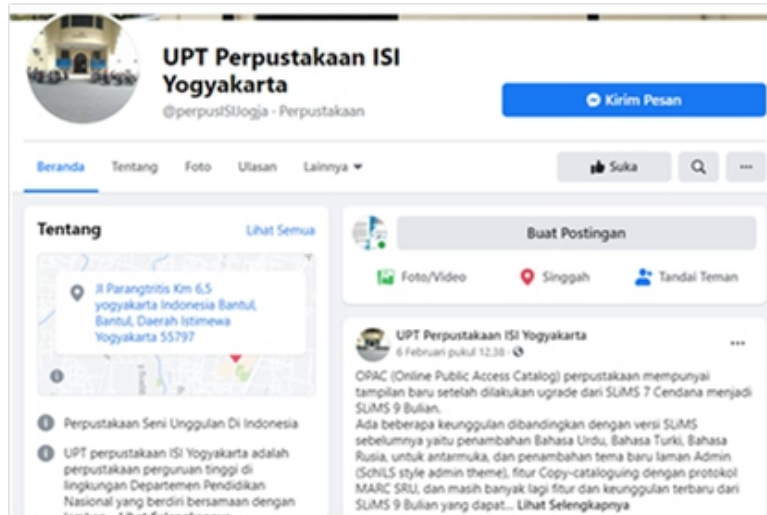 UPT Perpustakaan ISI
Yogyakarta
@perpusISIJogja · Perpustakaan
Kirim Pesan
Beranda Tentang Foto Ulasan Lainnya
Suka
Tentang Lihat Semua
Jl Parangtritis Km 6,5
yogyakarta Indonesia Bantul,
Bantul, Daerah Istimewa
Yogyakarta 55797
Perpustakaan Seni Unggulan Di Indonesia
UPT perpustakaan ISI Yogyakarta adalah
perpustakaan perguruan tinggi di
lingkungan Departemen Pendidikan
Nasional yang berdiri bersamaan dengan
Buat Postingan
Foto/Video Singgah Tandai Teman
UPT Perpustakaan ISI Yogyakarta
6 Februari pukul 12.38 ·
OPAC (Online Public Access Catalog) perpustakaan mempunyai
tampilan baru setelah dilakukan ugrade dari SLiMS 7 Cendana menjadi
SLiMS 9 Bulian.
Ada beberapa keunggulan dibandingkan dengan versi SLiMS
sebelumnya yaitu penambahan Bahasa Urdu, Bahasa Turki, Bahasa
Rusia, untuk antarmuka, dan penambahan tema baru laman Admin
(SchILS style admin theme), fitur Copy-cataloguing dengan protokol
MARC SRU, dan masih banyak lagi fitur dan keunggulan terbaru dari
SLiMS 9 Bulian yang dapat... Lihat Selengkapnya